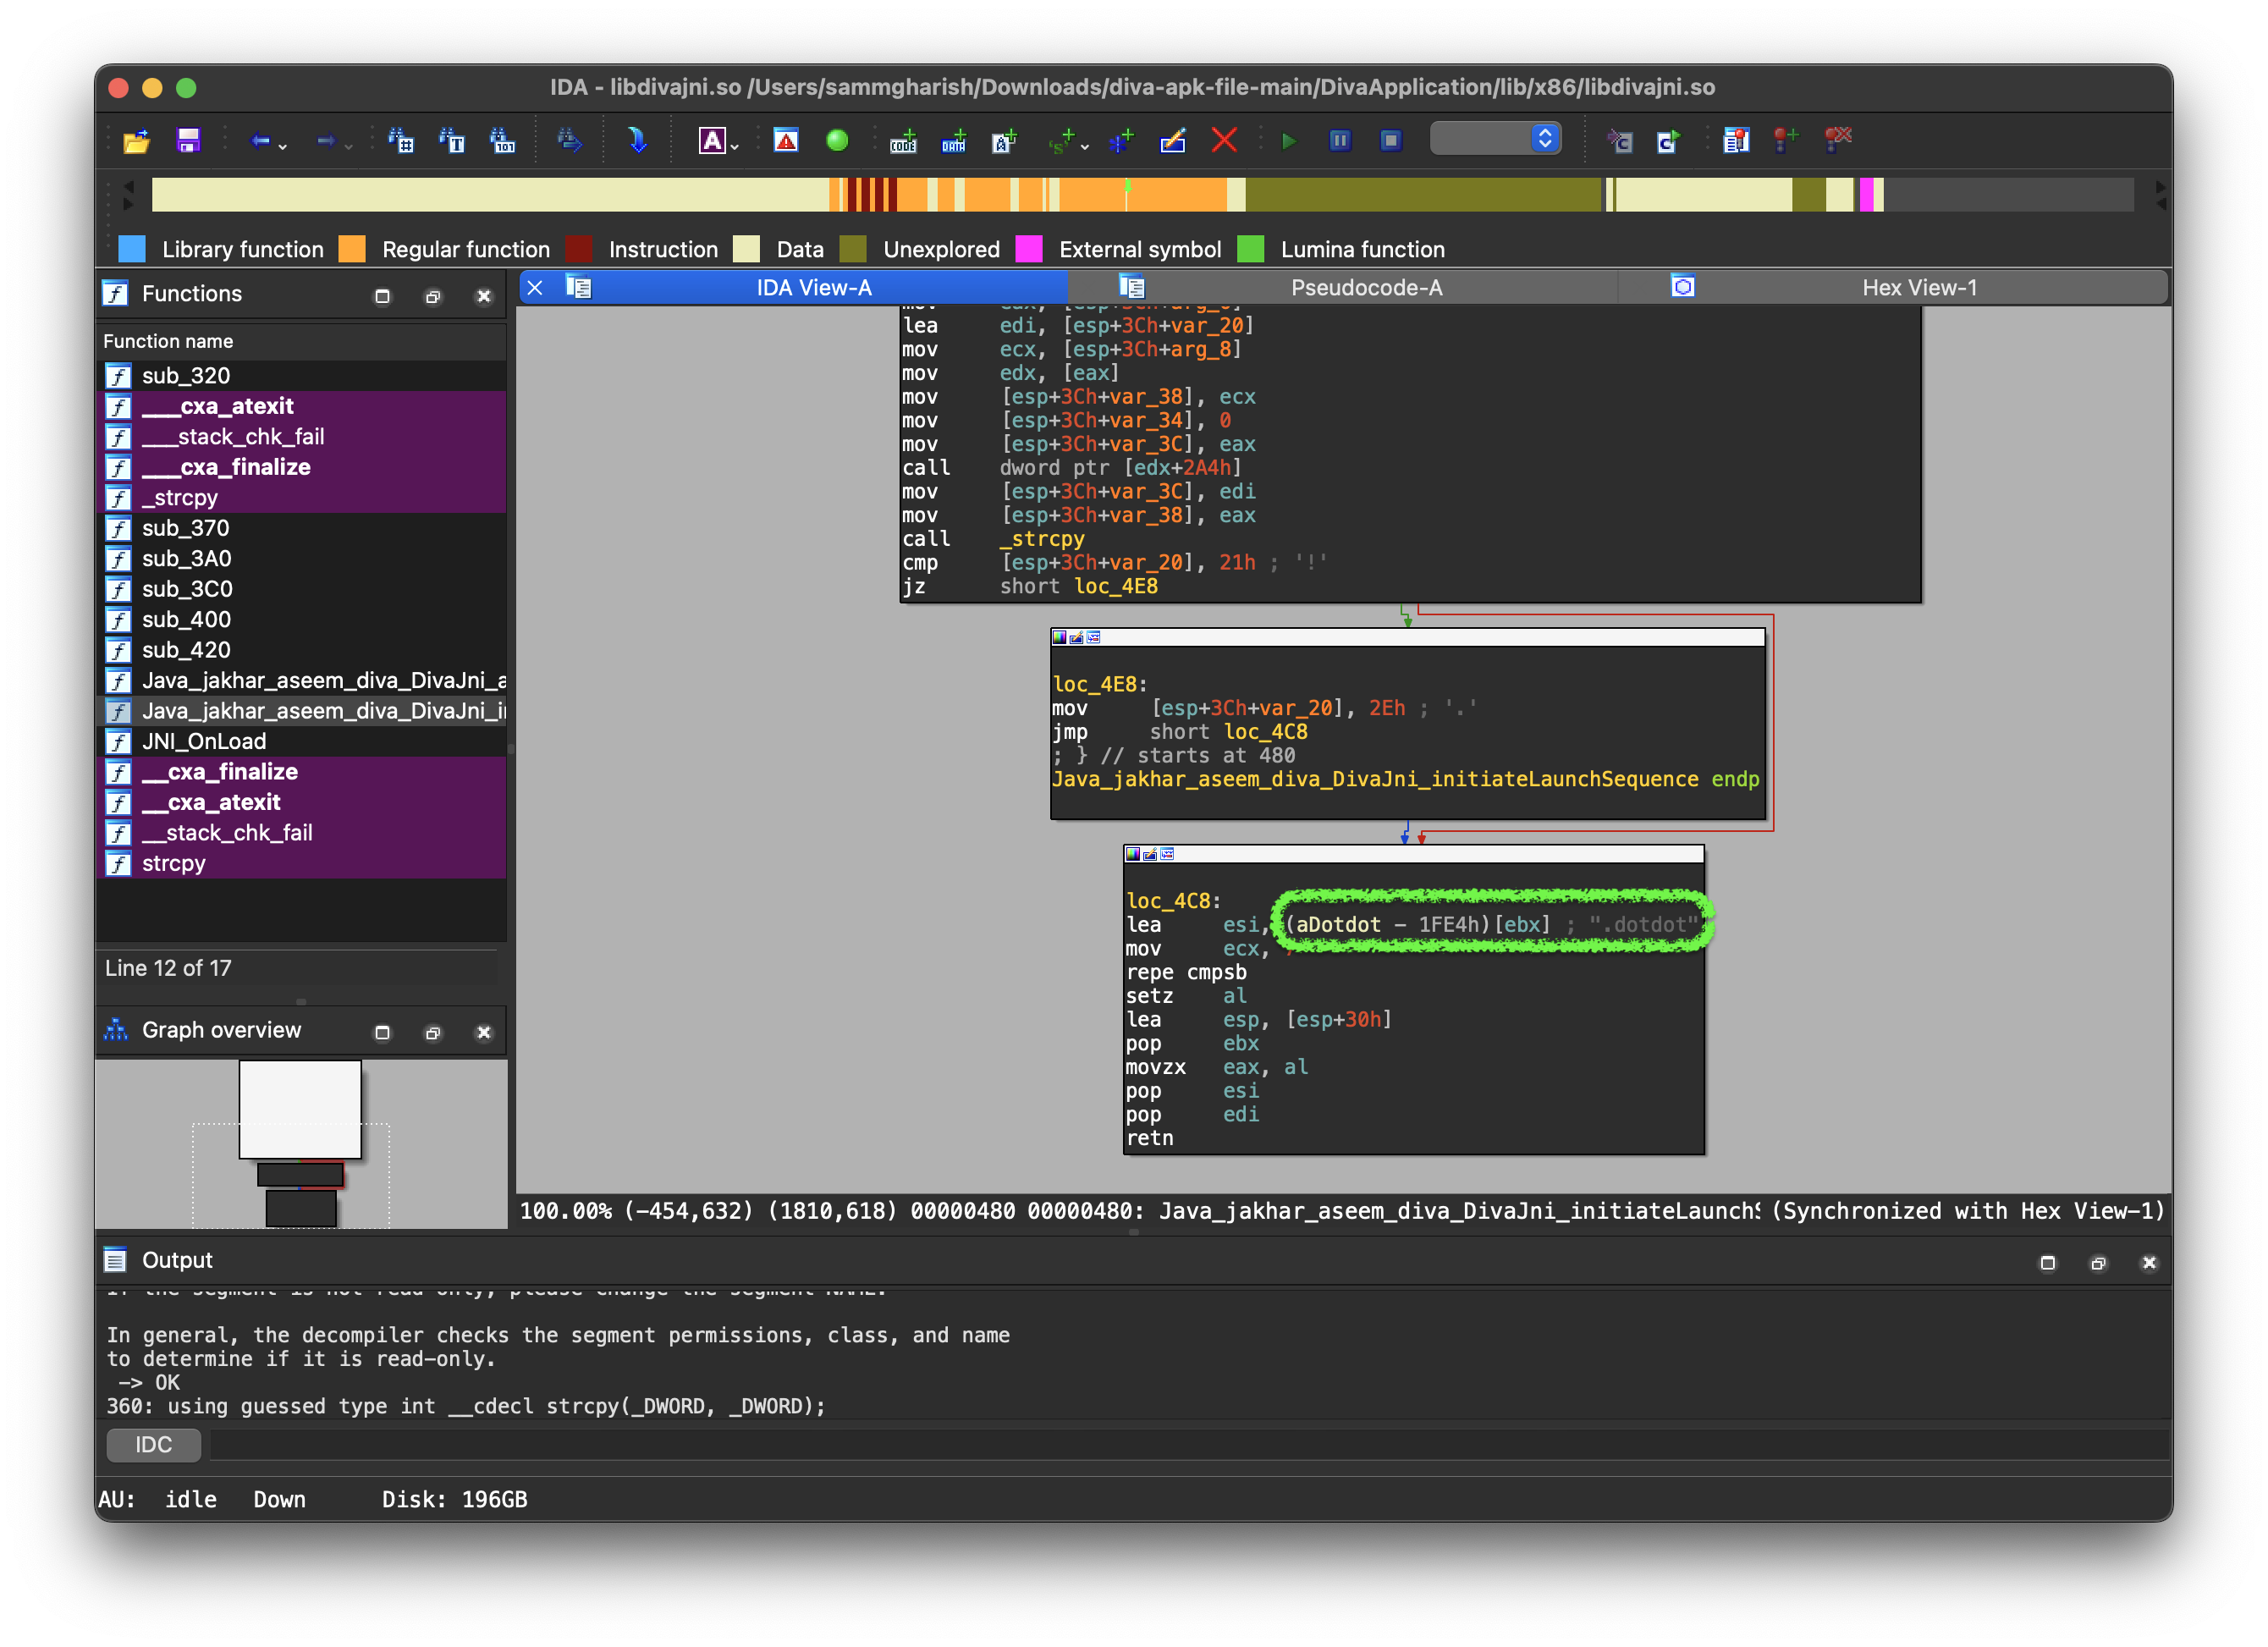 IDA - libdivajni.so /Users/sammgharish/Downloads/diva-apk-file-main/DivaApplication/lib/x86/libdivajni.so
Library function Regular function Instruction Data Unexplored External symbol Lumina function
Functions
Function name
sub_320
___cxa_atexit
___stack_chk_fail
___cxa_finalize
_strcpy
sub_370
sub_3A0
sub_3C0
sub_400
sub_420
Java_jakhar_aseem_diva_DivaJni_a
Java_jakhar_aseem_diva_DivaJni_i
JNI_OnLoad
__cxa_finalize
__cxa_atexit
__stack_chk_fail
strcpy
Line 12 of 17
Graph overview
IDA View-A
Pseudocode-A
Hex View-1
lea edi, [esp+3Ch+var_20]
mov ecx, [esp+3Ch+arg_8]
mov edx, [eax]
mov [esp+3Ch+var_38], ecx
mov [esp+3Ch+var_34], 0
mov [esp+3Ch+var_3C], eax
call dword ptr [edx+2A4h]
mov [esp+3Ch+var_3C], edi
mov [esp+3Ch+var_38], eax
call _strcpy
cmp [esp+3Ch+var_20], 21h ; '!'
jz short loc_4E8
loc_4E8:
mov [esp+3Ch+var_20], 2Eh ; '.'
jmp short loc_4C8
; } // starts at 480
Java_jakhar_aseem_diva_DivaJni_initiateLaunchSequence endp
loc_4C8:
lea esi, (aDotdot - 1FE4h)[ebx] ; ".dotdot"
mov ecx,
repe cmpsb
setz al
lea esp, [esp+30h]
pop ebx
movzx eax, al
pop esi
pop edi
retn
100.00% (-454,632) (1810,618) 00000480 00000480: Java_jakhar_aseem_diva_DivaJni_initiateLaunchS (Synchronized with Hex View-1)
Output
In general, the decompiler checks the segment permissions, class, and name
to determine if it is read-only.
-> OK
360: using guessed type int __cdecl strcpy(_DWORD, _DWORD);
IDC
AU: idle Down Disk: 196GB